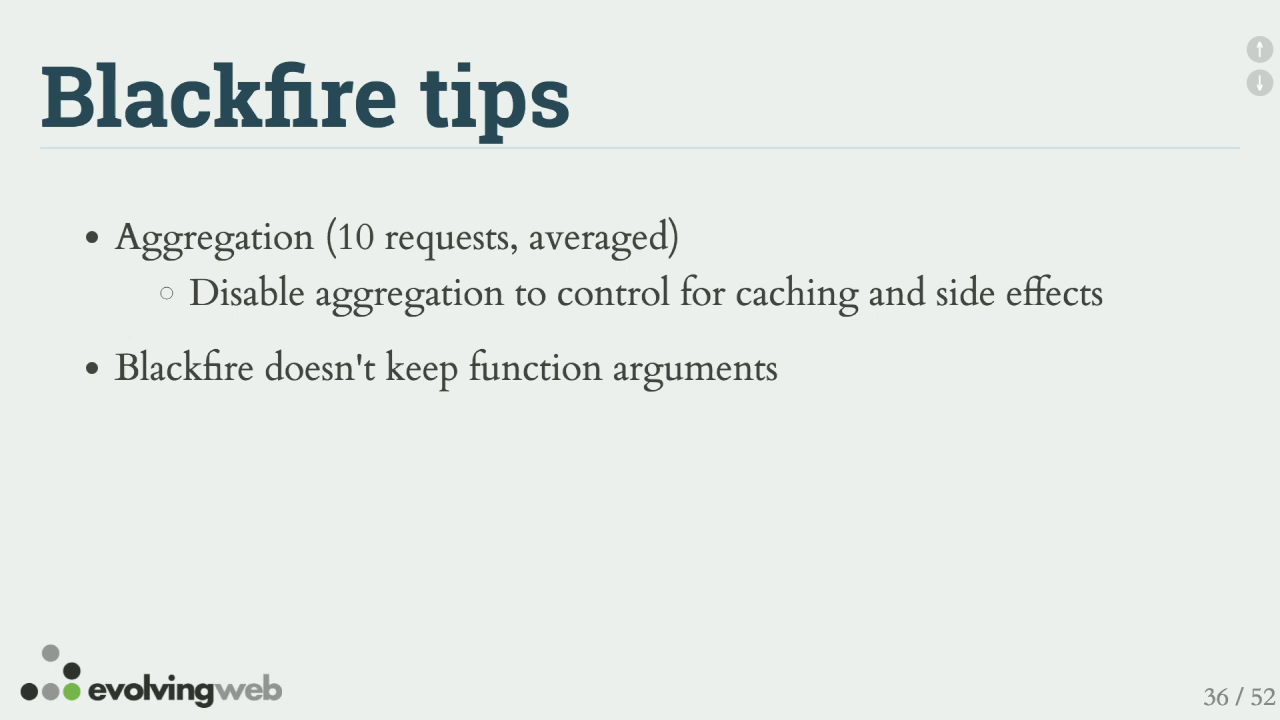 Blackfire tips
• Aggregation (10 requests, averaged)
○ Disable aggregation to control for caching and side effects
• Blackfire doesn't keep function arguments
evolvingweb
36 / 52